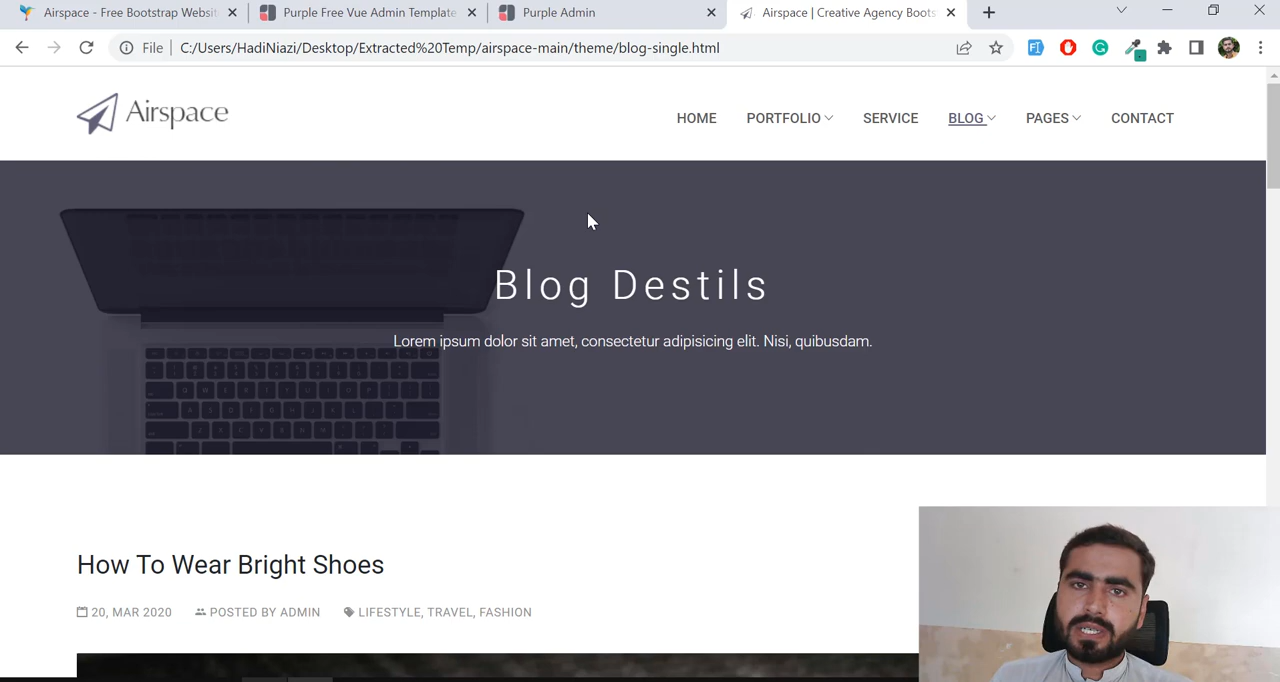 Airspace - Free Bootstrap Websit
Purple Free Vue Admin Template
Purple Admin
Airspace | Creative Agency Boots
File
C:/Users/HadiNiazi/Desktop/Extracted%20Temp/airspace-main/theme/blog-single.html
Airspace
HOME PORTFOLIO SERVICE BLOG PAGES CONTACT
Blog Destils
Lorem ipsum dolor sit amet, consectetur adipisicing elit. Nisi, quibusdam.
How To Wear Bright Shoes
20, MAR 2020 POSTED BY ADMIN LIFESTYLE, TRAVEL, FASHION